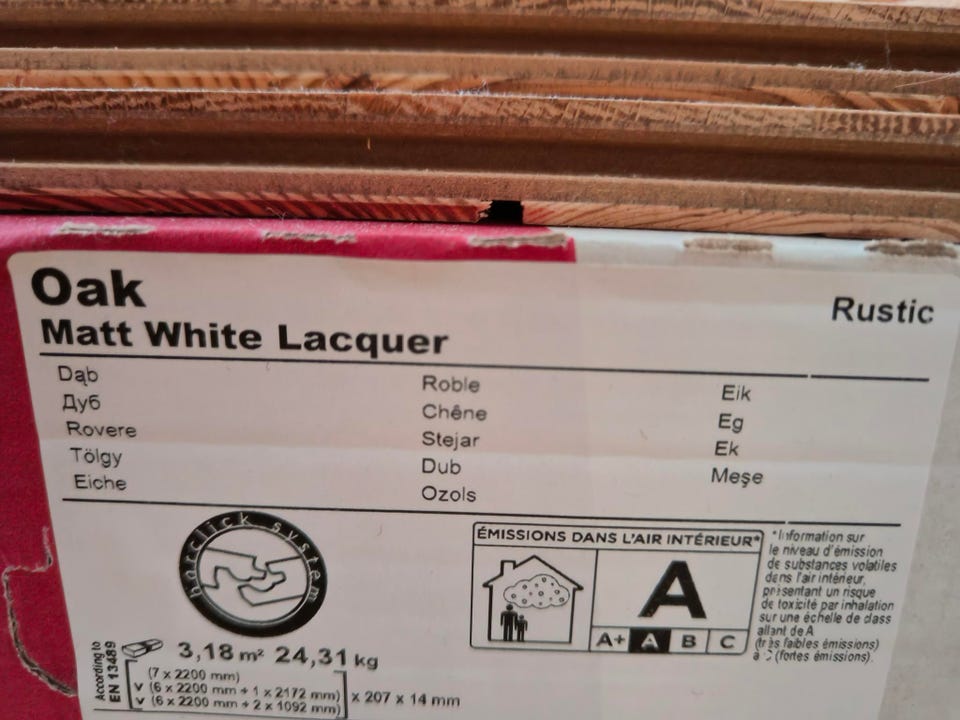 Oak
Rustic
Matt White Lacquer
Dąb
Дуб
Rovere
Tölgy
Eiche
Roble
Chêne
Stejar
Dub
Ozols
Eik
Eg
Ek
Meşe
barclick system
ÉMISSIONS DANS L'AIR INTÉRIEUR*
A
A+ A B C
*Information sur
le niveau d'émission
de substances volatiles
dans l'air intérieur,
présentant un risque
de toxicité par inhalation
sur une échelle de class
allant de A
(très faibles émissions)
à C (fortes émissions).
According to
EN 13489
3,18 m² 24,31 kg
(7 x 2200 mm)
v (6 x 2200 mm + 1 x 2172 mm)
v (6 x 2200 mm + 2 x 1092 mm)
x 207 x 14 mm